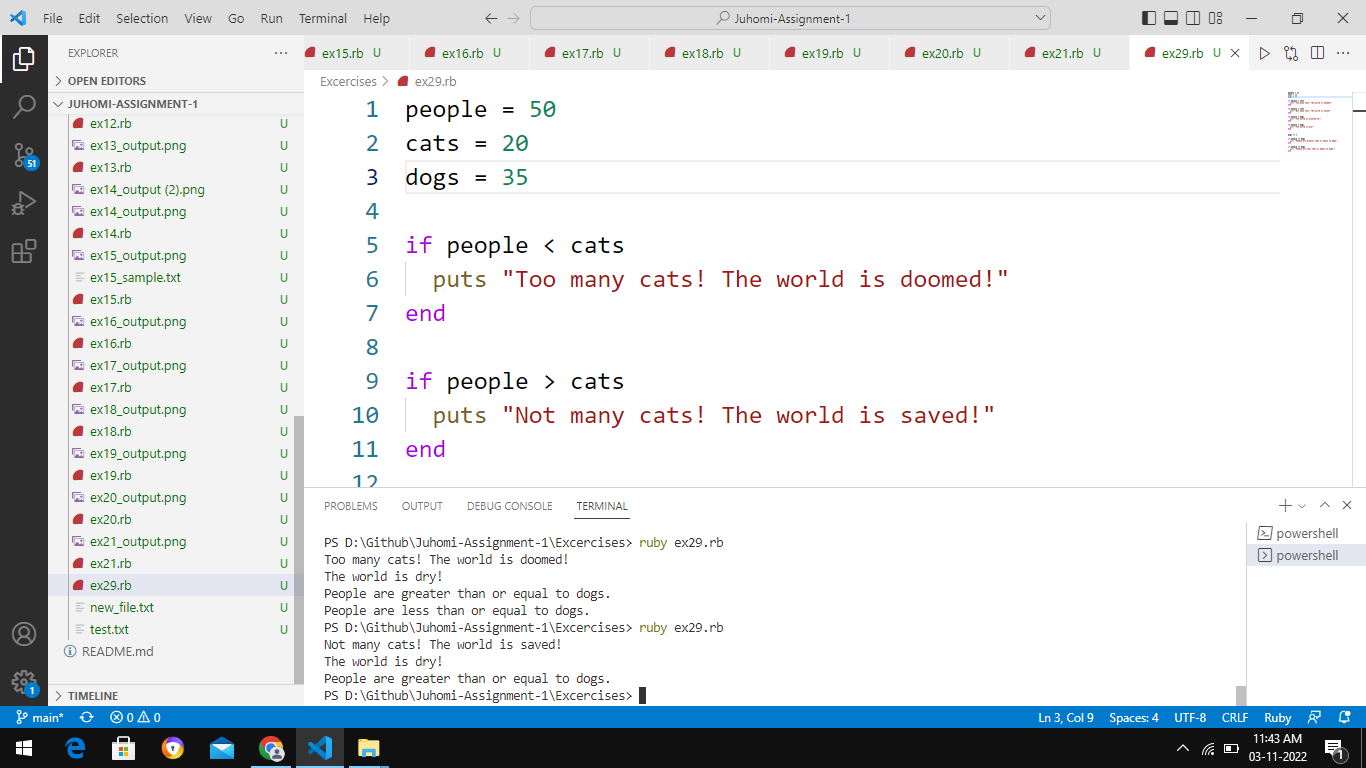 File Edit Selection View Go Run Terminal Help
Juhomi-Assignment-1
EXPLORER
OPEN EDITORS
JUHOMI-ASSIGNMENT-1
ex12.rb U
ex13_output.png U
ex13.rb U
ex14_output (2).png U
ex14_output.png U
ex14.rb U
ex15_output.png U
ex15_sample.txt U
ex15.rb U
ex16_output.png U
ex16.rb U
ex17_output.png U
ex17.rb U
ex18_output.png U
ex18.rb U
ex19_output.png U
ex19.rb U
ex20_output.png U
ex20.rb U
ex21_output.png U
ex21.rb U
ex29.rb U
new_file.txt U
test.txt U
README.md
TIMELINE
51
1
ex15.rb U ex16.rb U ex17.rb U ex18.rb U ex19.rb U ex20.rb U ex21.rb U ex29.rb U
Excercises > ex29.rb
1 people = 50
2 cats = 20
3 dogs = 35
4
5 if people < cats
6 puts "Too many cats! The world is doomed!"
7 end
8
9 if people > cats
10 puts "Not many cats! The world is saved!"
11 end
12
PROBLEMS OUTPUT DEBUG CONSOLE TERMINAL
PS D:\Github\Juhomi-Assignment-1\Excercises> ruby ex29.rb
Too many cats! The world is doomed!
The world is dry!
People are greater than or equal to dogs.
People are less than or equal to dogs.
PS D:\Github\Juhomi-Assignment-1\Excercises> ruby ex29.rb
Not many cats! The world is saved!
The world is dry!
People are greater than or equal to dogs.
PS D:\Github\Juhomi-Assignment-1\Excercises>
powershell
powershell
main* 0 0 Ln 3, Col 9 Spaces: 4 UTF-8 CRLF Ruby
11:43 AM
03-11-2022
1